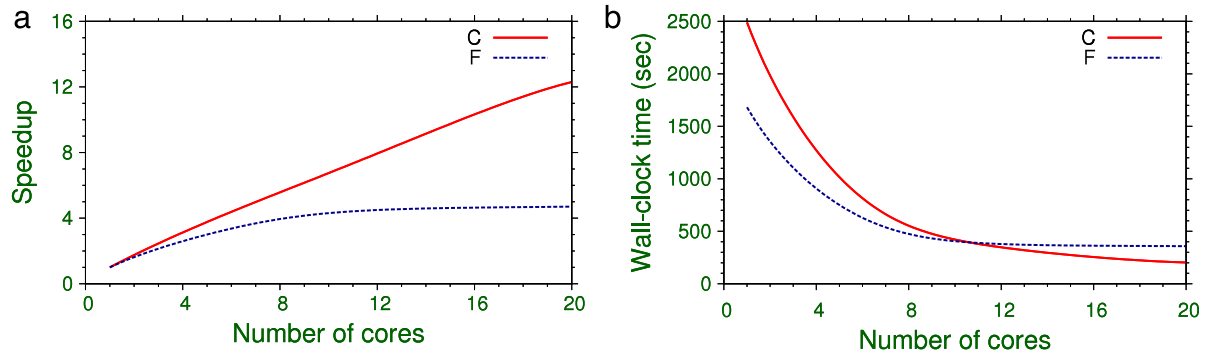 a
16
12
8
4
0
Speedup
C
F
0 4 8 12 16 20
Number of cores
b
2500
2000
1500
1000
500
0
Wall-clock time (sec)
C
F
0 4 8 12 16 20
Number of cores